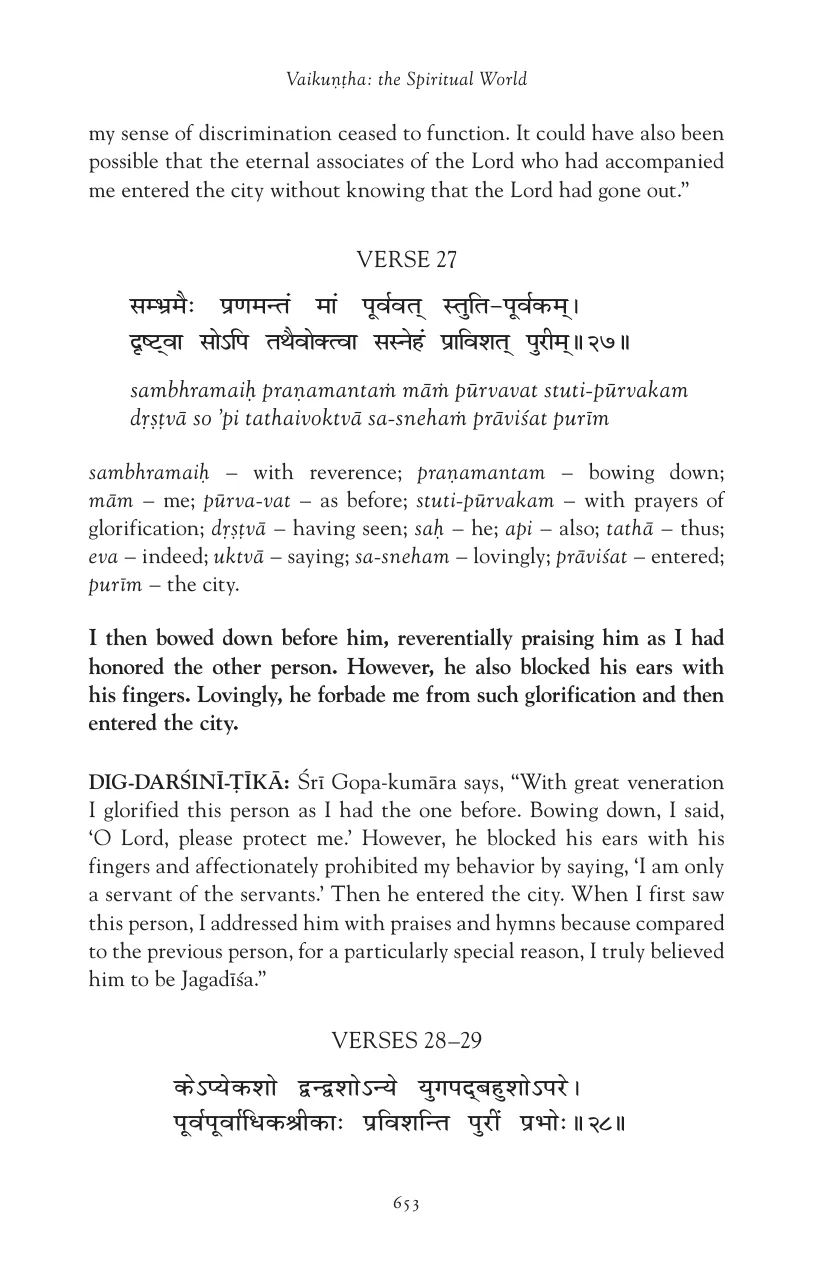 Vaikuṇṭha: the Spiritual World
my sense of discrimination ceased to function. It could have also been
possible that the eternal associates of the Lord who had accompanied
me entered the city without knowing that the Lord had gone out.”
VERSE 27
सम्भ्रमैः प्रणमन्तं मां पूर्ववत् स्तुति-पूर्वकम्।
दृष्ट्वा सोऽपि तथैवोक्त्वा सस्नेहं प्राविशत् पुरीम्॥२७॥
sambhramaiḥ praṇamantaṁ māṁ pūrvavat stuti-pūrvakam
dṛṣṭvā so ’pi tathaivoktvā sa-snehaṁ prāviśat purīm
sambhramaiḥ – with reverence; praṇamantam – bowing down;
mām – me; pūrva-vat – as before; stuti-pūrvakam – with prayers of
glorification; dṛṣṭvā – having seen; saḥ – he; api – also; tathā – thus;
eva – indeed; uktvā – saying; sa-sneham – lovingly; prāviśat – entered;
purīm – the city.
I then bowed down before him, reverentially praising him as I had
honored the other person. However, he also blocked his ears with
his fingers. Lovingly, he forbade me from such glorification and then
entered the city.
DIG-DARŚINĪ-ṬĪKĀ: Śrī Gopa-kumāra says, “With great veneration
I glorified this person as I had the one before. Bowing down, I said,
‘O Lord, please protect me.’ However, he blocked his ears with his
fingers and affectionately prohibited my behavior by saying, ‘I am only
a servant of the servants.’ Then he entered the city. When I first saw
this person, I addressed him with praises and hymns because compared
to the previous person, for a particularly special reason, I truly believed
him to be Jagadīśa.”
VERSES 28–29
केऽप्येकशो द्वन्द्वशोऽन्ये युगपद्बहुशोऽपरे।
पूर्वपूर्वाधिकश्रीकाः प्रविशन्ति पुरीं प्रभोः॥२८॥
653